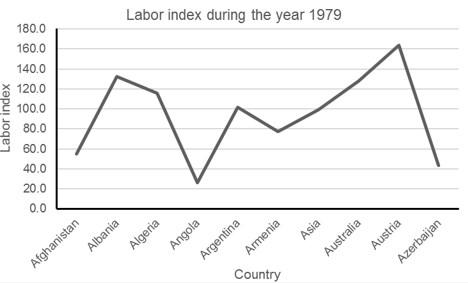 Labor index during the year 1979
Labor index
180.0
160.0
140.0
120.0
100.0
80.0
60.0
40.0
20.0
0.0
Afghanistan
Albania
Algeria
Angola
Argentina
Armenia
Asia
Australia
Austria
Azerbaijan
Country